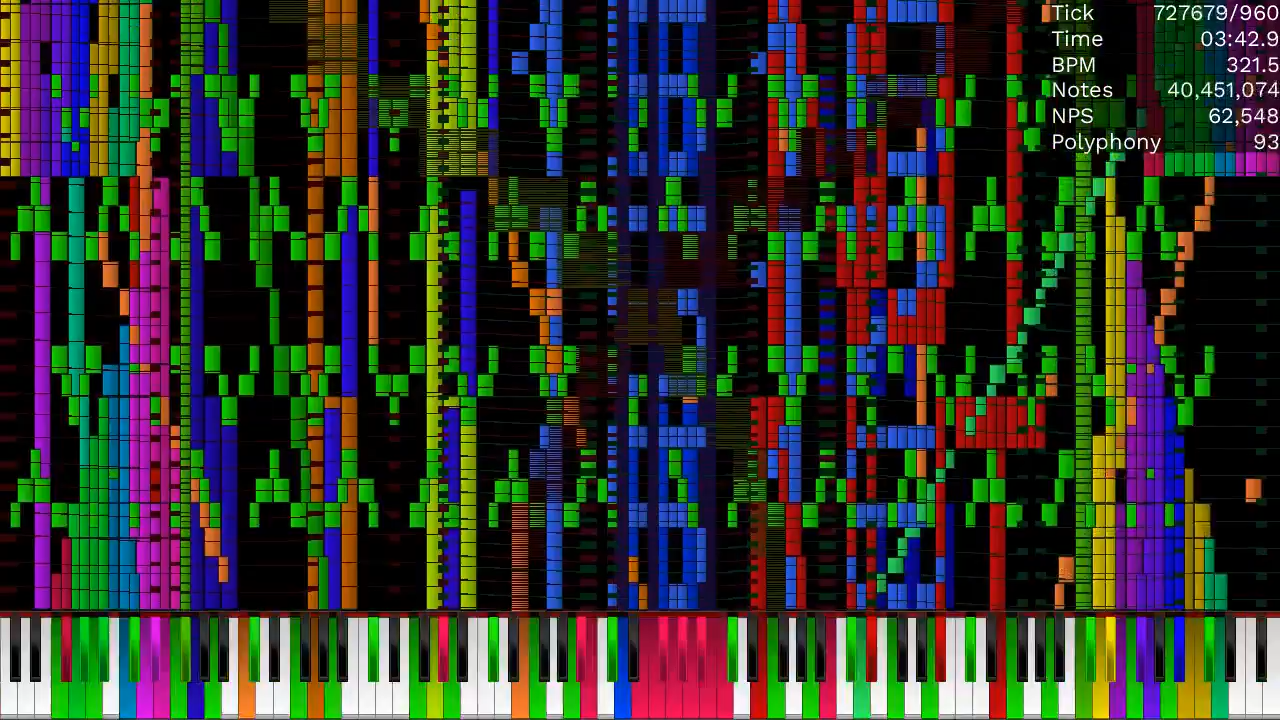 Tick 727679/960
Time 03:42.9
BPM 321.5
Notes 40,451,074
NPS 62,548
Polyphony 93